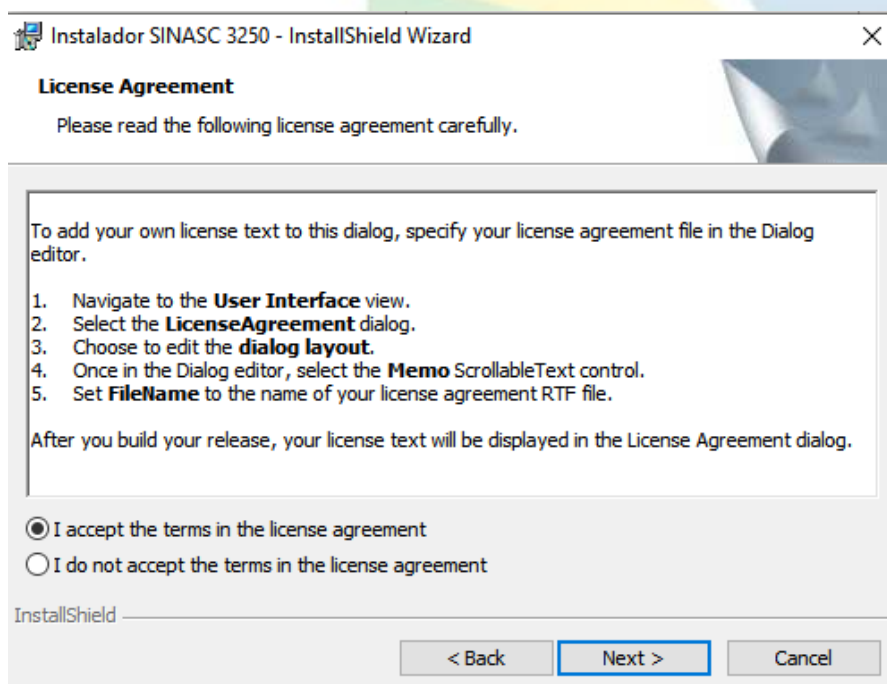 Instalador SINASC 3250 - InstallShield Wizard
License Agreement
Please read the following license agreement carefully.
To add your own license text to this dialog, specify your license agreement file in the Dialog
editor.
1. Navigate to the User Interface view.
2. Select the LicenseAgreement dialog.
3. Choose to edit the dialog layout.
4. Once in the Dialog editor, select the Memo ScrollableText control.
5. Set FileName to the name of your license agreement RTF file.
After you build your release, your license text will be displayed in the License Agreement dialog.
I accept the terms in the license agreement
I do not accept the terms in the license agreement
InstallShield
< Back Next > Cancel